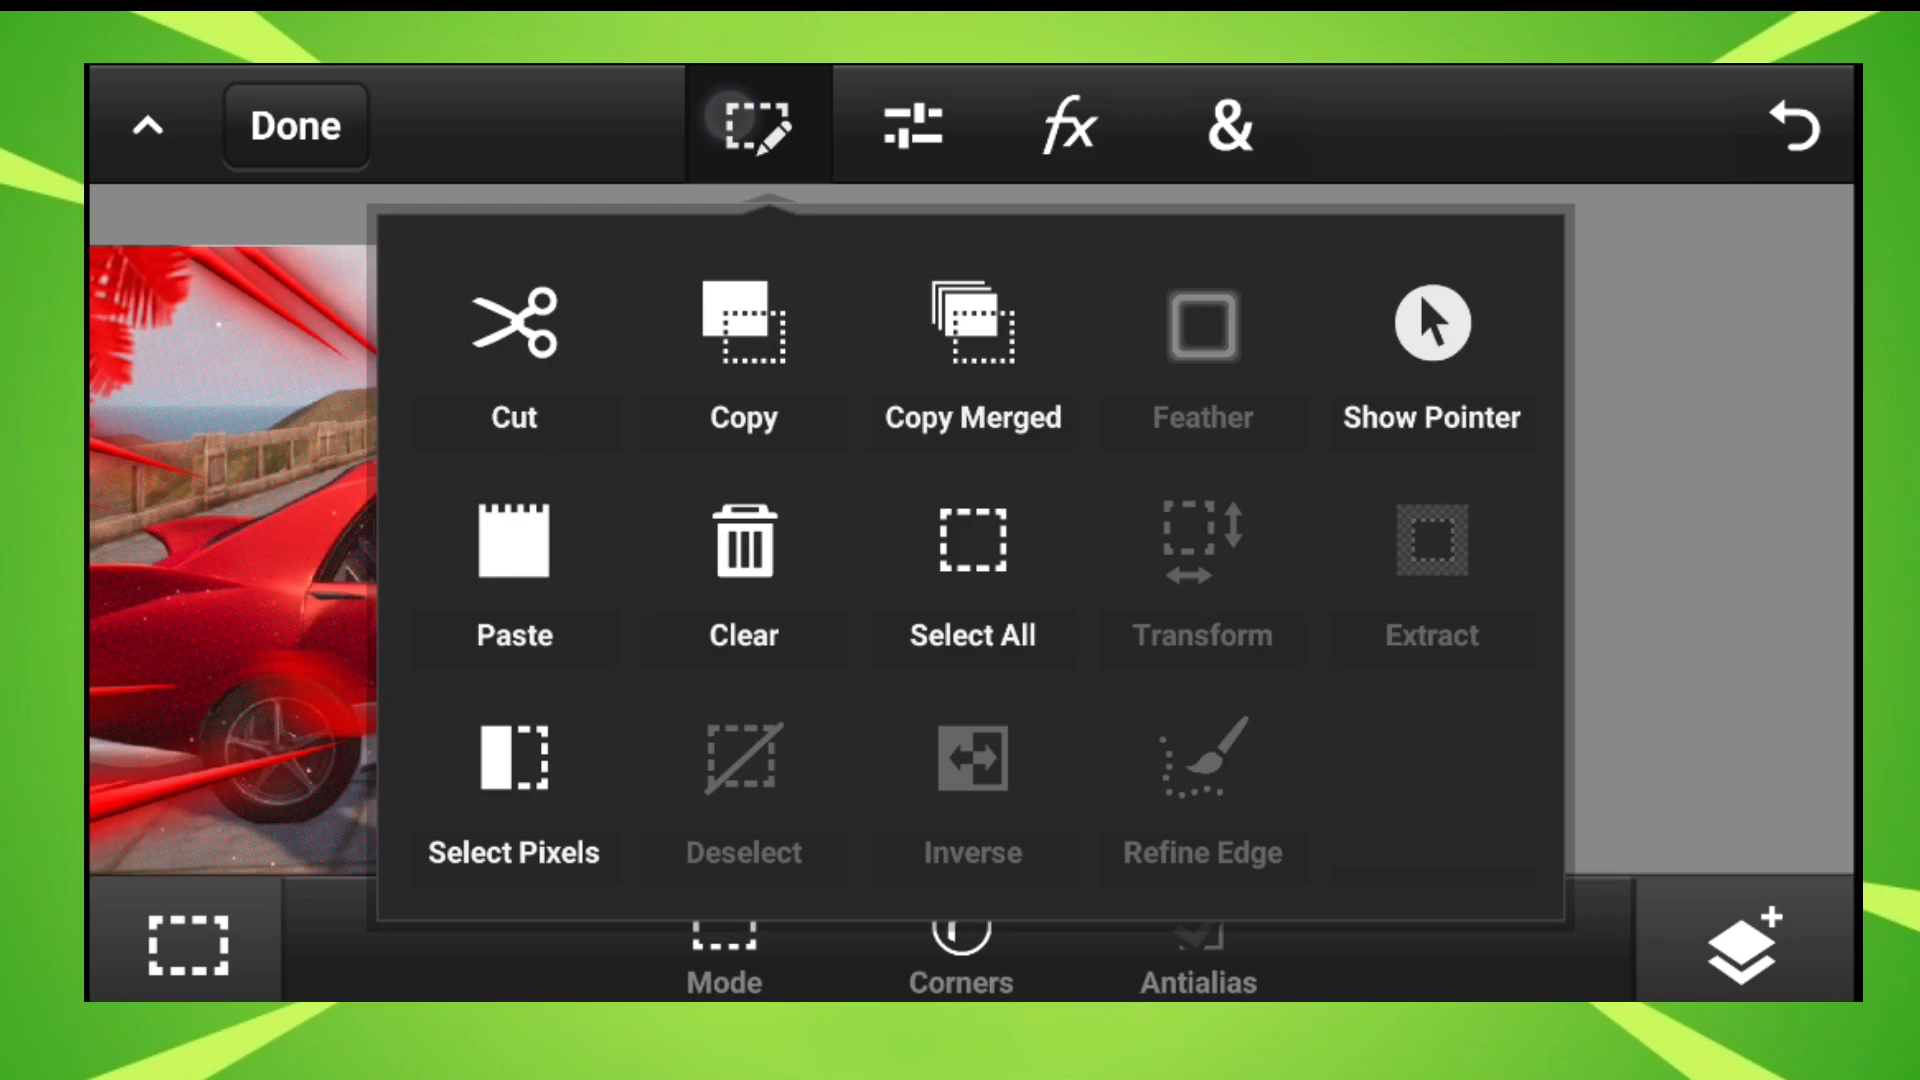 Done
fx
&
Cut
Copy
Copy Merged
Feather
Show Pointer
Paste
Clear
Select All
Transform
Extract
Select Pixels
Deselect
Inverse
Refine Edge
Mode
Corners
Antialias